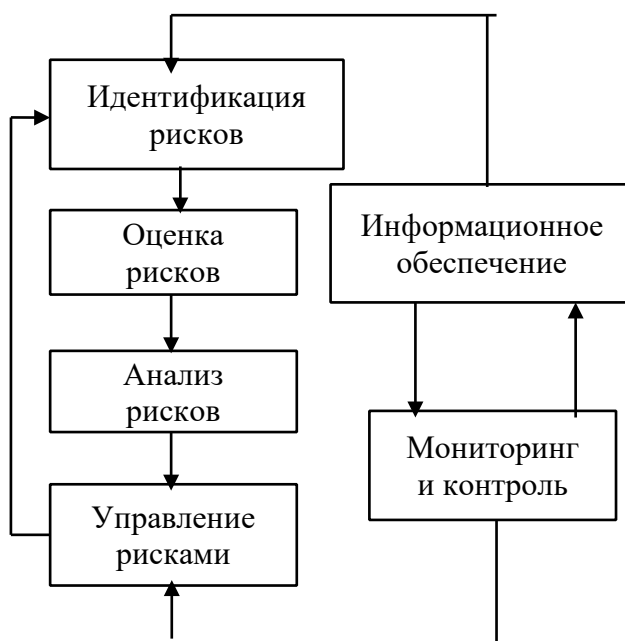 Идентификация
рисков
Оценка
рисков
Анализ
рисков
Управление
рисками
Информационное
обеспечение
Мониторинг
и контроль